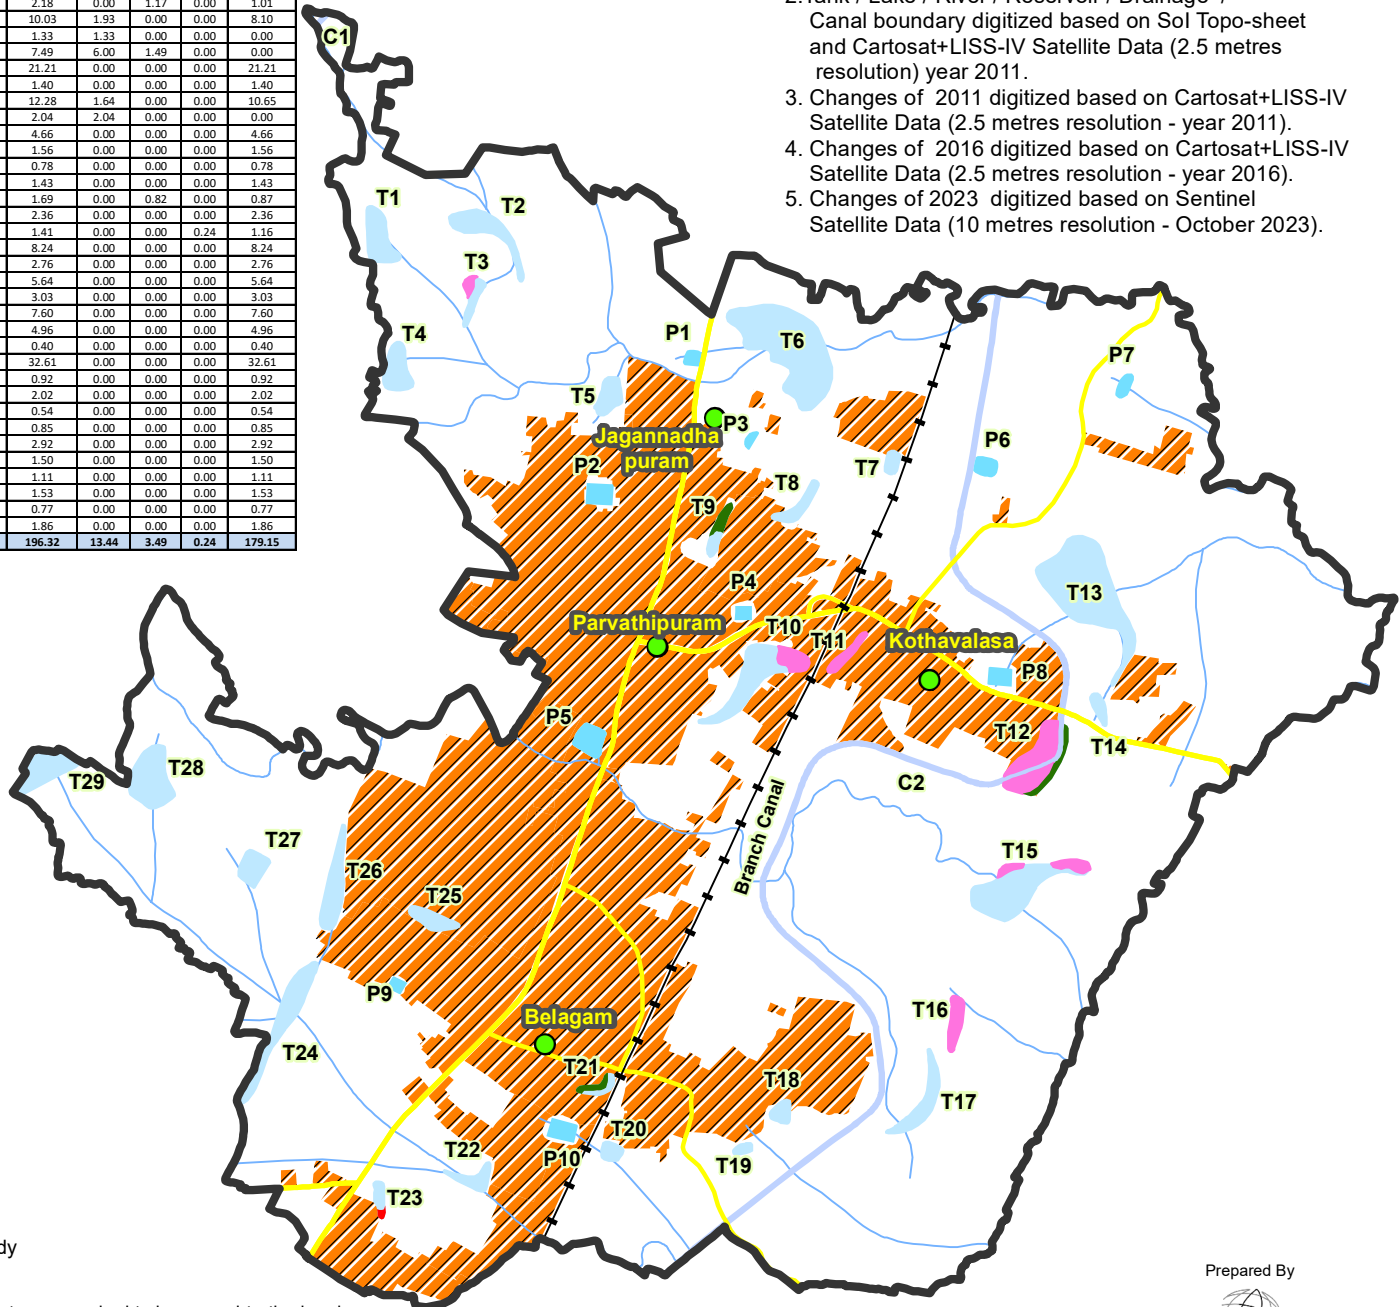 2.18 0.00 1.17 0.00 1.01
10.03 1.93 0.00 0.00 8.10
1.33 1.33 0.00 0.00 0.00
7.49 6.00 1.49 0.00 0.00
21.21 0.00 0.00 0.00 21.21
1.40 0.00 0.00 0.00 1.40
12.28 1.64 0.00 0.00 10.65
2.04 2.04 0.00 0.00 0.00
4.66 0.00 0.00 0.00 4.66
1.56 0.00 0.00 0.00 1.56
0.78 0.00 0.00 0.00 0.78
1.43 0.00 0.00 0.00 1.43
1.69 0.00 0.82 0.00 0.87
2.36 0.00 0.00 0.00 2.36
1.41 0.00 0.00 0.24 1.16
8.24 0.00 0.00 0.00 8.24
2.76 0.00 0.00 0.00 2.76
5.64 0.00 0.00 0.00 5.64
3.03 0.00 0.00 0.00 3.03
7.60 0.00 0.00 0.00 7.60
4.96 0.00 0.00 0.00 4.96
0.40 0.00 0.00 0.00 0.40
32.61 0.00 0.00 0.00 32.61
0.92 0.00 0.00 0.00 0.92
2.02 0.00 0.00 0.00 2.02
0.54 0.00 0.00 0.00 0.54
0.85 0.00 0.00 0.00 0.85
2.92 0.00 0.00 0.00 2.92
1.50 0.00 0.00 0.00 1.50
1.11 0.00 0.00 0.00 1.11
1.53 0.00 0.00 0.00 1.53
0.77 0.00 0.00 0.00 0.77
1.86 0.00 0.00 0.00 1.86
196.32 13.44 3.49 0.24 179.15
2.Tank / Lake / River / Reservoir / Drainage /
Canal boundary digitized based on SoI Topo-sheet
and Cartosat+LISS-IV Satellite Data (2.5 metres
resolution) year 2011.
3. Changes of 2011 digitized based on Cartosat+LISS-IV
Satellite Data (2.5 metres resolution - year 2011).
4. Changes of 2016 digitized based on Cartosat+LISS-IV
Satellite Data (2.5 metres resolution - year 2016).
5. Changes of 2023 digitized based on Sentinel
Satellite Data (10 metres resolution - October 2023).
C1
T1
T2
T3
T4
P1
T6
P7
T5
P3
Jagannadha
puram
P6
P2
T7
T8
T9
P4
T13
Parvathipuram
T10
T11
Kothavalasa
P8
P5
T12
T14
T28
T29
C2
Branch Canal
T27
T15
T26
T25
P9
T16
Belagam
T24
T21
T18
T17
T20
T22
P10
T19
T23
dy
Prepared By